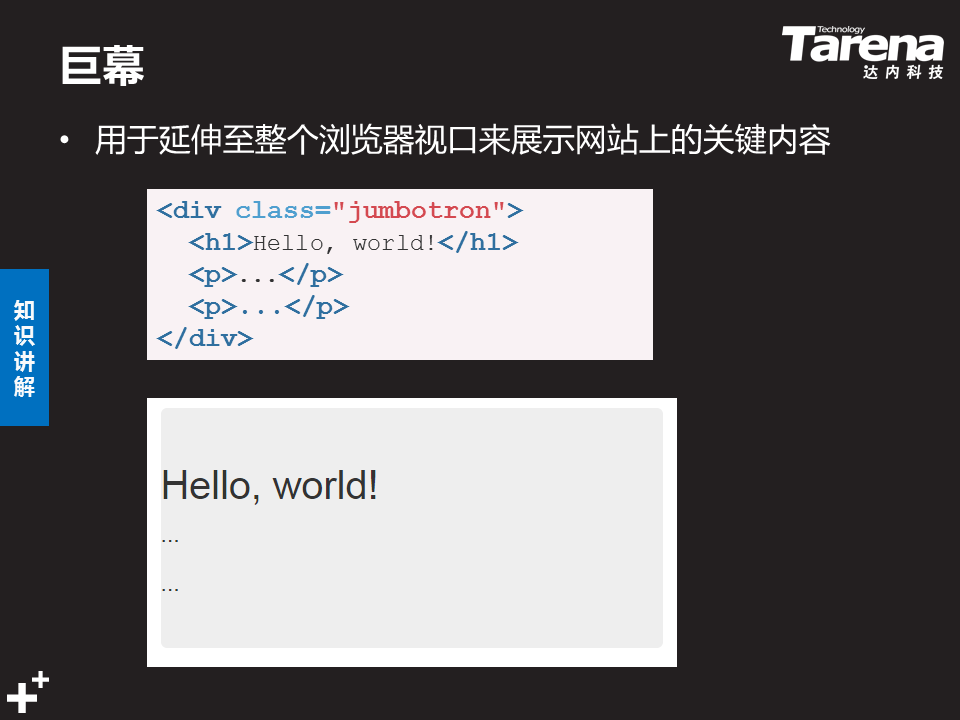 Technology
Tarena
达内科技
巨幕
• 用于延伸至整个浏览器视口来展示网站上的关键内容
<div class="jumbotron">
<h1>Hello, world!</h1>
<p>...</p>
<p>...</p>
</div>
知识讲解
Hello, world!
...
...